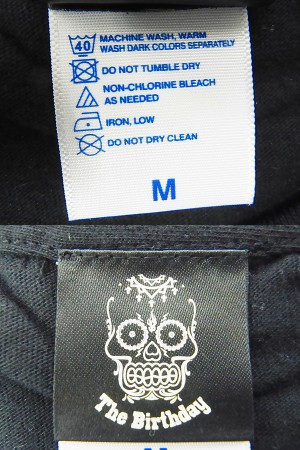 40 MACHINE WASH, WARM
WASH DARK COLORS SEPARATELY
DO NOT TUMBLE DRY
NON-CHLORINE BLEACH
AS NEEDED
IRON, LOW
DO NOT DRY CLEAN
M
The Birthday
M